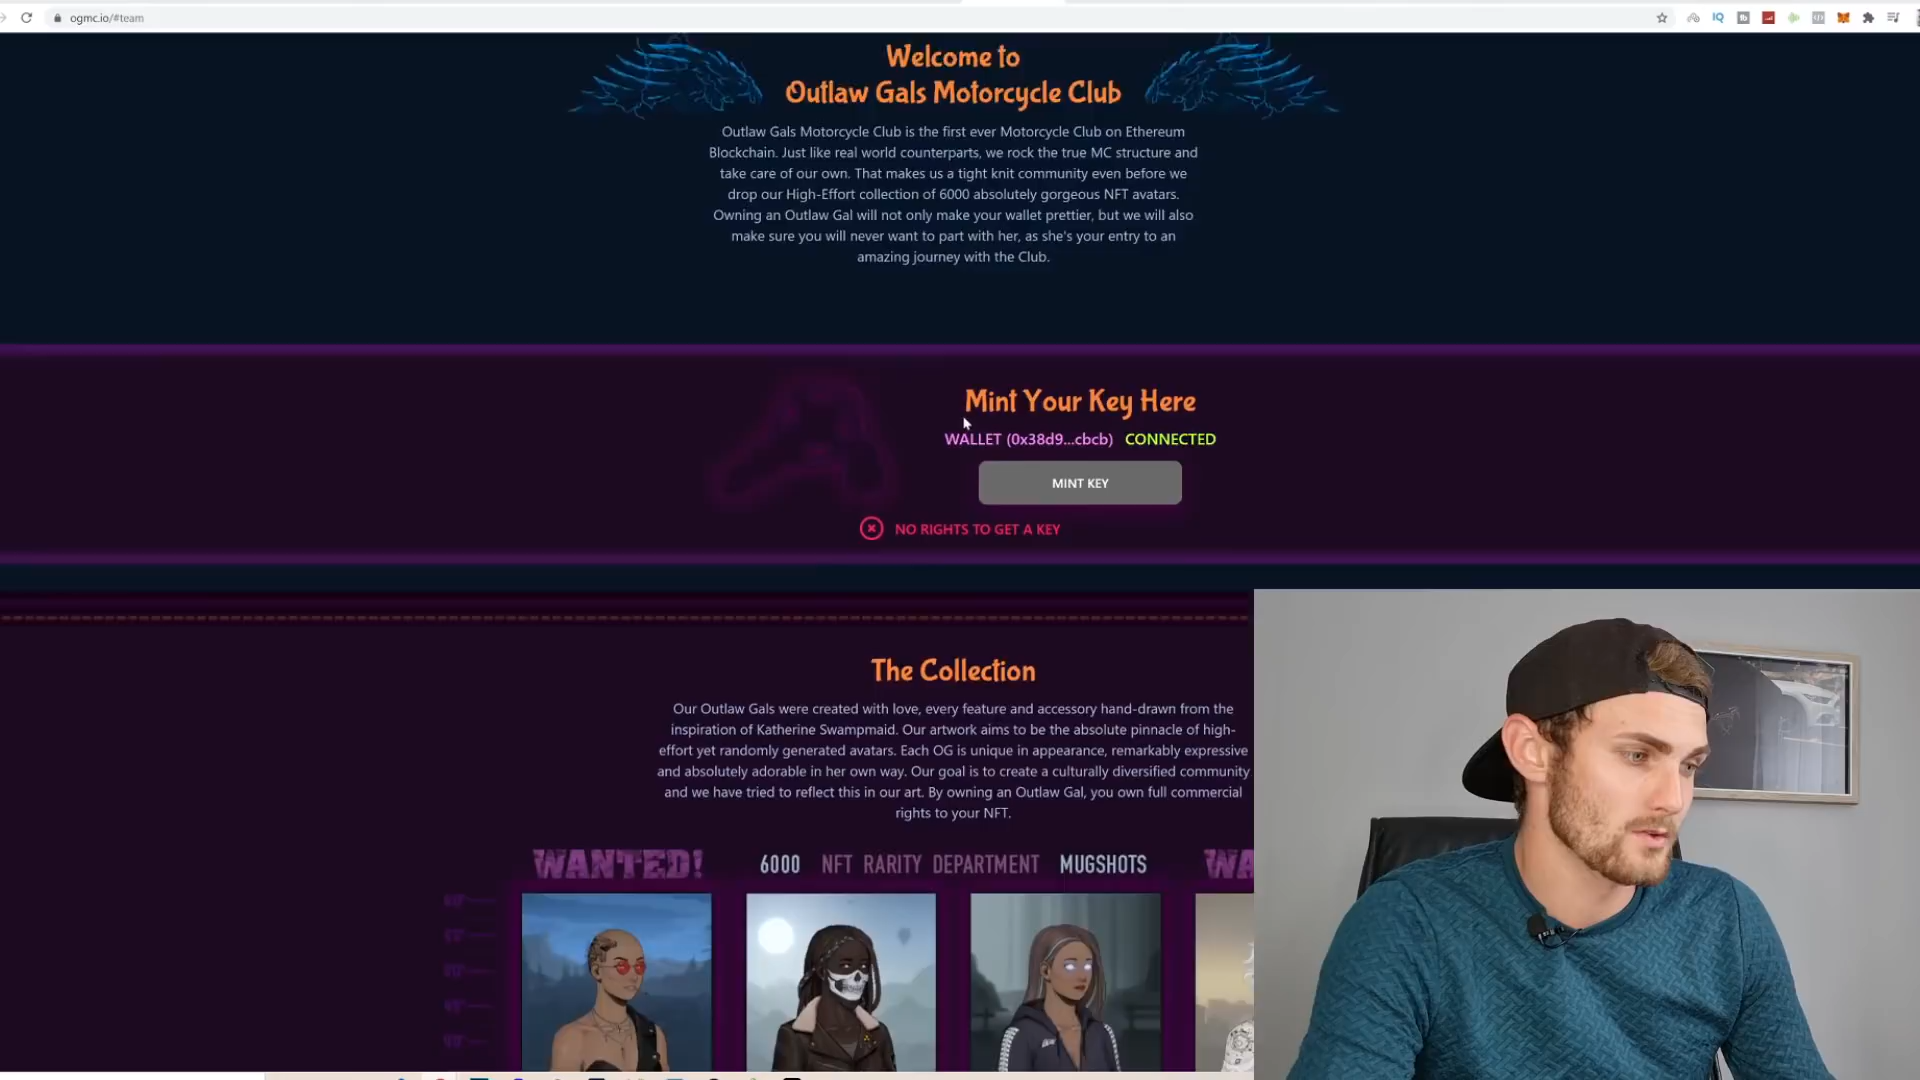 ogmc.io/#team
Welcome to
Outlaw Gals Motorcycle Club
Outlaw Gals Motorcycle Club is the first ever Motorcycle Club on Ethereum
Blockchain. Just like real world counterparts, we rock the true MC structure and
take care of our own. That makes us a tight knit community even before we
drop our High-Effort collection of 6000 absolutely gorgeous NFT avatars.
Owning an Outlaw Gal will not only make your wallet prettier, but we will also
make sure you will never want to part with her, as she's your entry to an
amazing journey with the Club.
Mint Your Key Here
WALLET (0x38d9...cbcb) CONNECTED
MINT KEY
NO RIGHTS TO GET A KEY
The Collection
Our Outlaw Gals were created with love, every feature and accessory hand-drawn from the
inspiration of Katherine Swampmaid. Our artwork aims to be the absolute pinnacle of high-
effort yet randomly generated avatars. Each OG is unique in appearance, remarkably expressive
and absolutely adorable in her own way. Our goal is to create a culturally diversified community
and we have tried to reflect this in our art. By owning an Outlaw Gal, you own full commercial
rights to your NFT.
WANTED! 6000 NFT RARITY DEPARTMENT MUGSHOTS WA